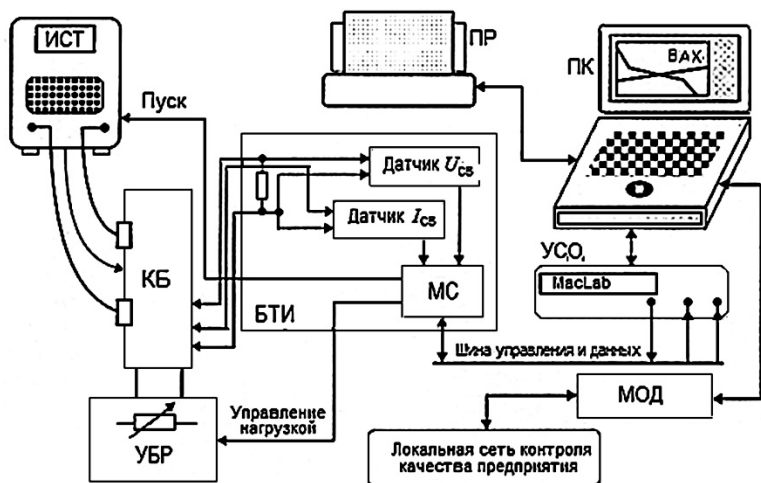 ИСТ
ПР
ПК
ВАХ
Пуск
Датчик Uсв
Датчик Iсв
УСО
MacLab
КБ
МС
БТИ
Шина управления и данных
МОД
УБР
Управление
нагрузкой
Локальная сеть контроля
качества предприятия